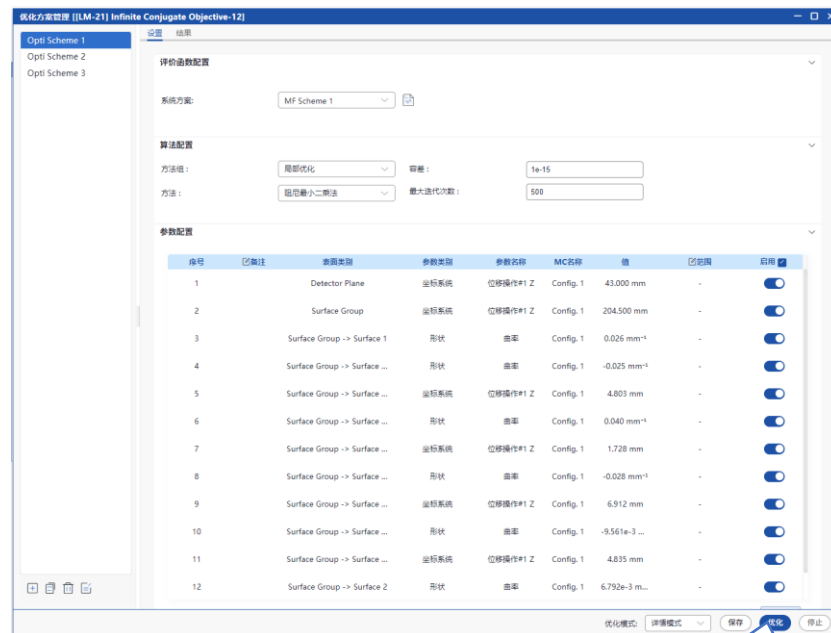 优化方案管理 [[LM-21] Infinite Conjugate Objective-12]
Opti Scheme 1
Opti Scheme 2
Opti Scheme 3
设置 结果
评价函数配置
系统方案: MF Scheme 1
算法配置
方法组: 局部优化 容差: 1e-15
方法: 阻尼最小二乘法 最大迭代次数: 500
参数配置
序号 备注 表面类别 参数类别 参数名称 MC名称 值 范围 启用
1 Detector Plane 坐标系统 位移操作#1 Z Config. 1 43.000 mm -
2 Surface Group 坐标系统 位移操作#1 Z Config. 1 204.500 mm -
3 Surface Group -> Surface 1 形状 曲率 Config. 1 0.026 mm⁻¹ -
4 Surface Group -> Surface ... 形状 曲率 Config. 1 -0.025 mm⁻¹ -
5 Surface Group -> Surface ... 坐标系统 位移操作#1 Z Config. 1 4.803 mm -
6 Surface Group -> Surface ... 形状 曲率 Config. 1 0.040 mm⁻¹ -
7 Surface Group -> Surface ... 坐标系统 位移操作#1 Z Config. 1 1.728 mm -
8 Surface Group -> Surface ... 形状 曲率 Config. 1 -0.028 mm⁻¹ -
9 Surface Group -> Surface ... 坐标系统 位移操作#1 Z Config. 1 6.912 mm -
10 Surface Group -> Surface ... 形状 曲率 Config. 1 -9.561e-3 ... -
11 Surface Group -> Surface ... 坐标系统 位移操作#1 Z Config. 1 4.835 mm -
12 Surface Group -> Surface 2 形状 曲率 Config. 1 6.792e-3 m... -
优化模式: 详情模式 保存 优化 停止